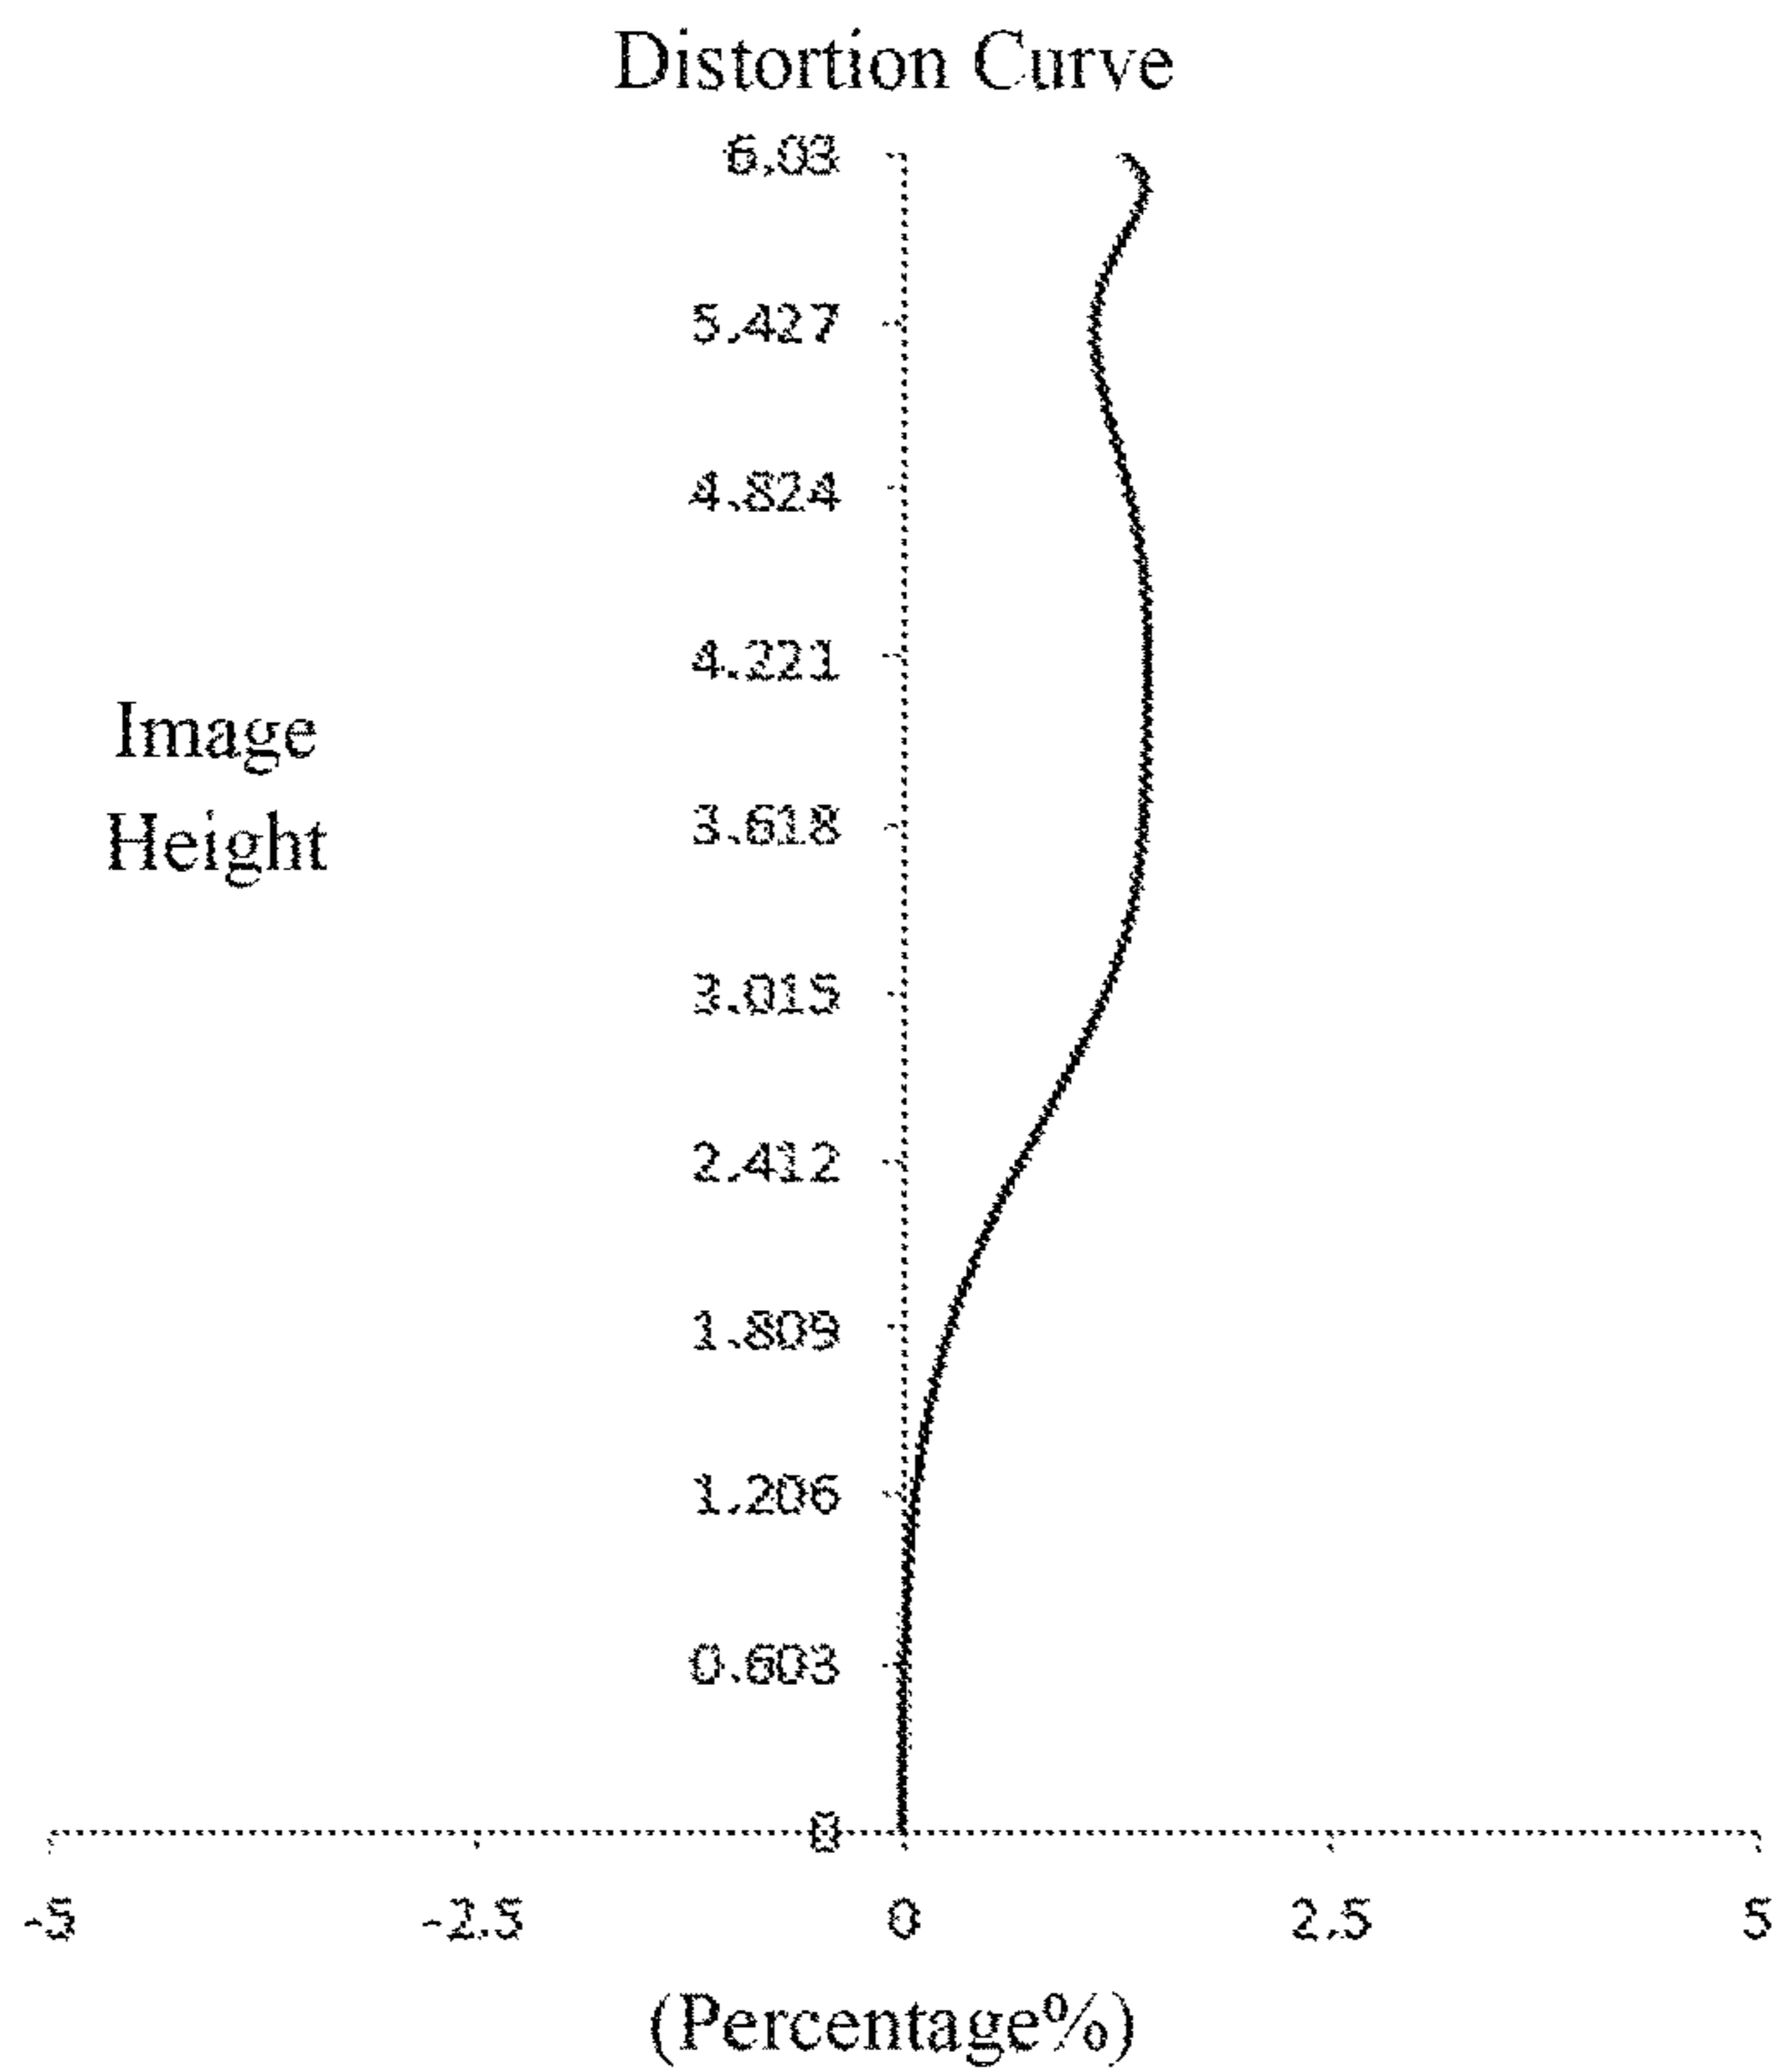 Distortion Curve
6.03
5.427
4.824
4.221
Image
Height
3.618
3.015
2.412
1.809
1.206
0.603
0
-5 -2.5 0 2.5 5
(Percentage%)